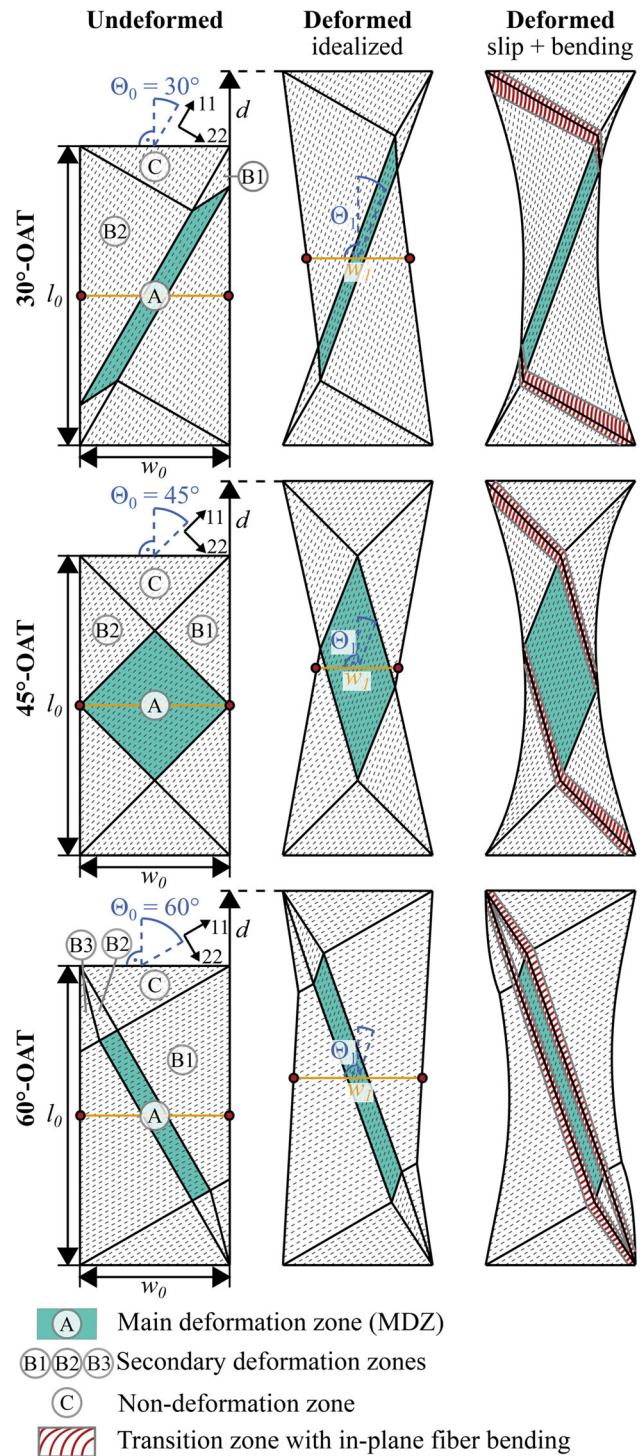 Undeformed
Deformed
idealized
Deformed
slip + bending
30°-OAT
Θ0 = 30°
11
22
d
C
B1
B2
A
l0
w0
Θ1
w1
45°-OAT
Θ0 = 45°
11
22
d
C
B2
B1
A
l0
w0
Θ1
w1
60°-OAT
Θ0 = 60°
11
22
d
B3
B2
C
B1
A
l0
w0
Θ1
w1
A Main deformation zone (MDZ)
B1 B2 B3 Secondary deformation zones
C Non-deformation zone
Transition zone with in-plane fiber bending